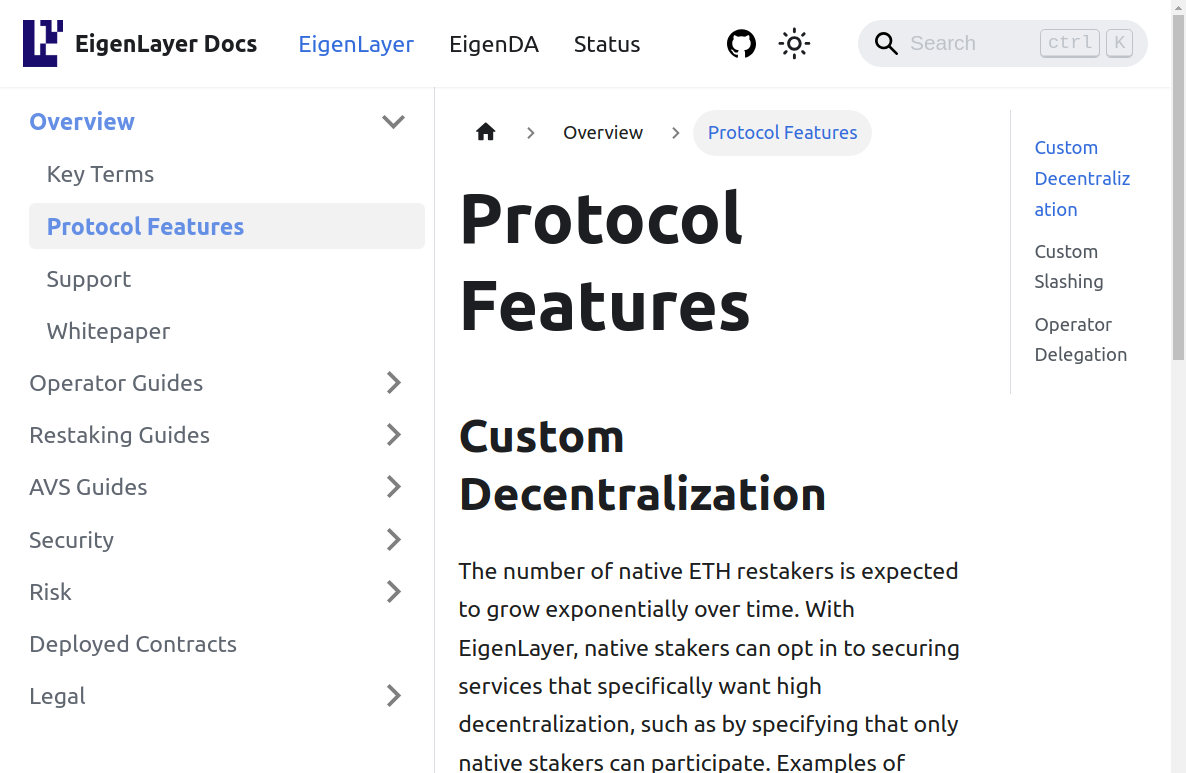 EigenLayer Docs
EigenLayer
EigenDA
Status
Search
ctrl
K
Overview
Key Terms
Protocol Features
Support
Whitepaper
Operator Guides
Restaking Guides
AVS Guides
Security
Risk
Deployed Contracts
Legal
Overview
Protocol Features
Protocol
Features
Custom
Decentralization
The number of native ETH restakers is expected
to grow exponentially over time. With
EigenLayer, native stakers can opt in to securing
services that specifically want high
decentralization, such as by specifying that only
native stakers can participate. Examples of
Custom
Decentraliz
ation
Custom
Slashing
Operator
Delegation